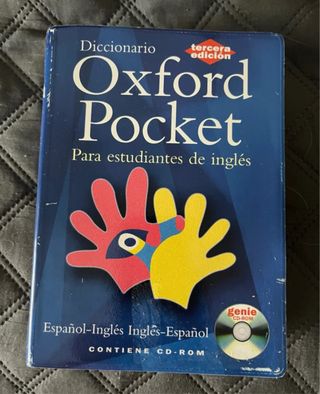 Diccionario
tercera
edición
Oxford
Pocket
Para estudiantes de inglés
Español-Inglés Inglés-Español
genie
CD-ROM
CONTIENE CD-ROM